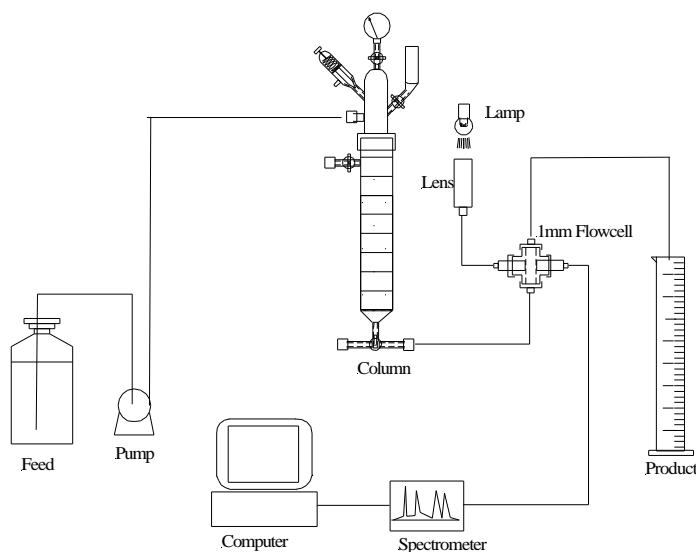 Lamp
Lens
1mm Flowcell
Column
Feed
Pump
Product
Computer
Spectrometer